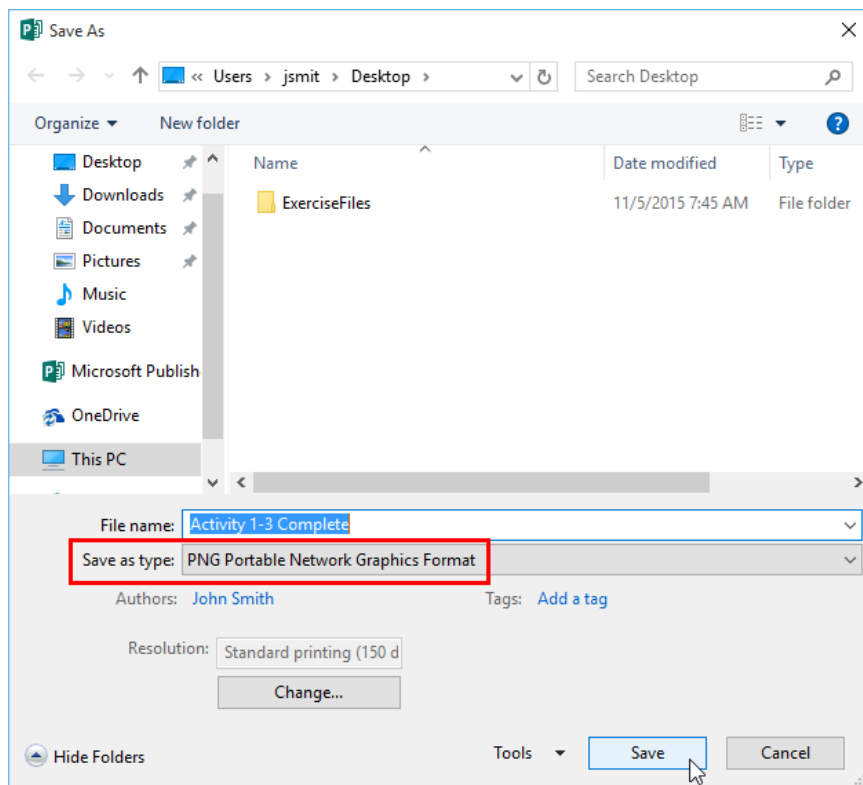 Save As
« Users › jsmit › Desktop ›
Search Desktop
Organize
New folder
?
Desktop
Downloads
Documents
Pictures
Music
Videos
Microsoft Publish
OneDrive
This PC
Name
Date modified
Type
ExerciseFiles
11/5/2015 7:45 AM
File folder
File name: Activity 1-3 Complete
Save as type: PNG Portable Network Graphics Format
Authors: John Smith
Tags: Add a tag
Resolution: Standard printing (150 d
Change...
Hide Folders
Tools
Save
Cancel